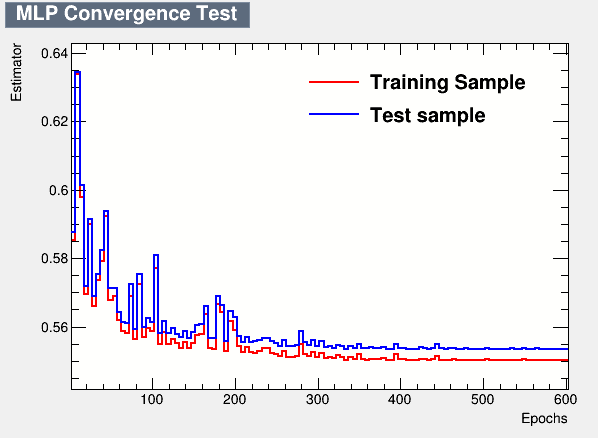 MLP Convergence Test
Estimator
0.64
0.62
0.6
0.58
0.56
Training Sample
Test sample
100 200 300 400 500 600
Epochs